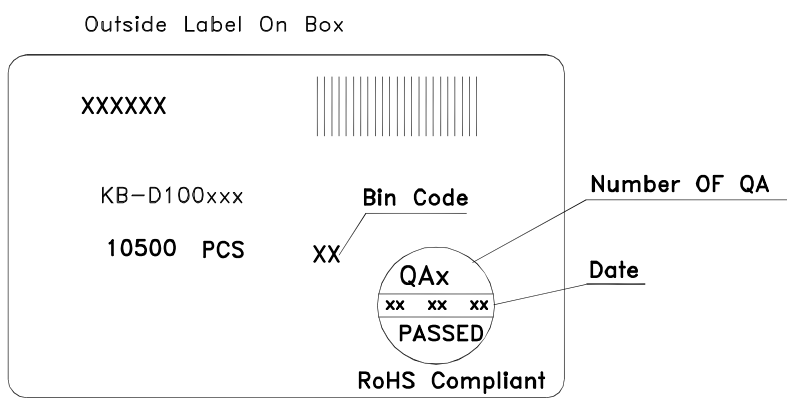 Outside Label On Box
XXXXXX
KB-D100xxx
Bin Code
Number OF QA
10500 PCS
XX
QAx
Date
xx xx xx
PASSED
RoHS Compliant